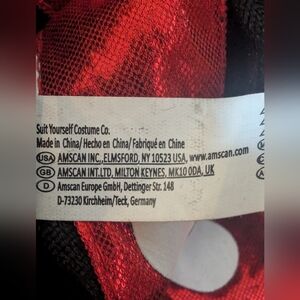 Suit Yourself Costume Co.
Made in China/Hecho en China/Fabriqué en Chine
USA AMSCAN INC., ELMSFORD, NY 10523 USA, www.amscan.com
GB AMSCAN INT.LTD, MILTON KEYNES, MK10 0DA, UK
D Amscan Europe GmbH, Dettinger Str. 148
D-73230 Kirchheim/Teck, Germany